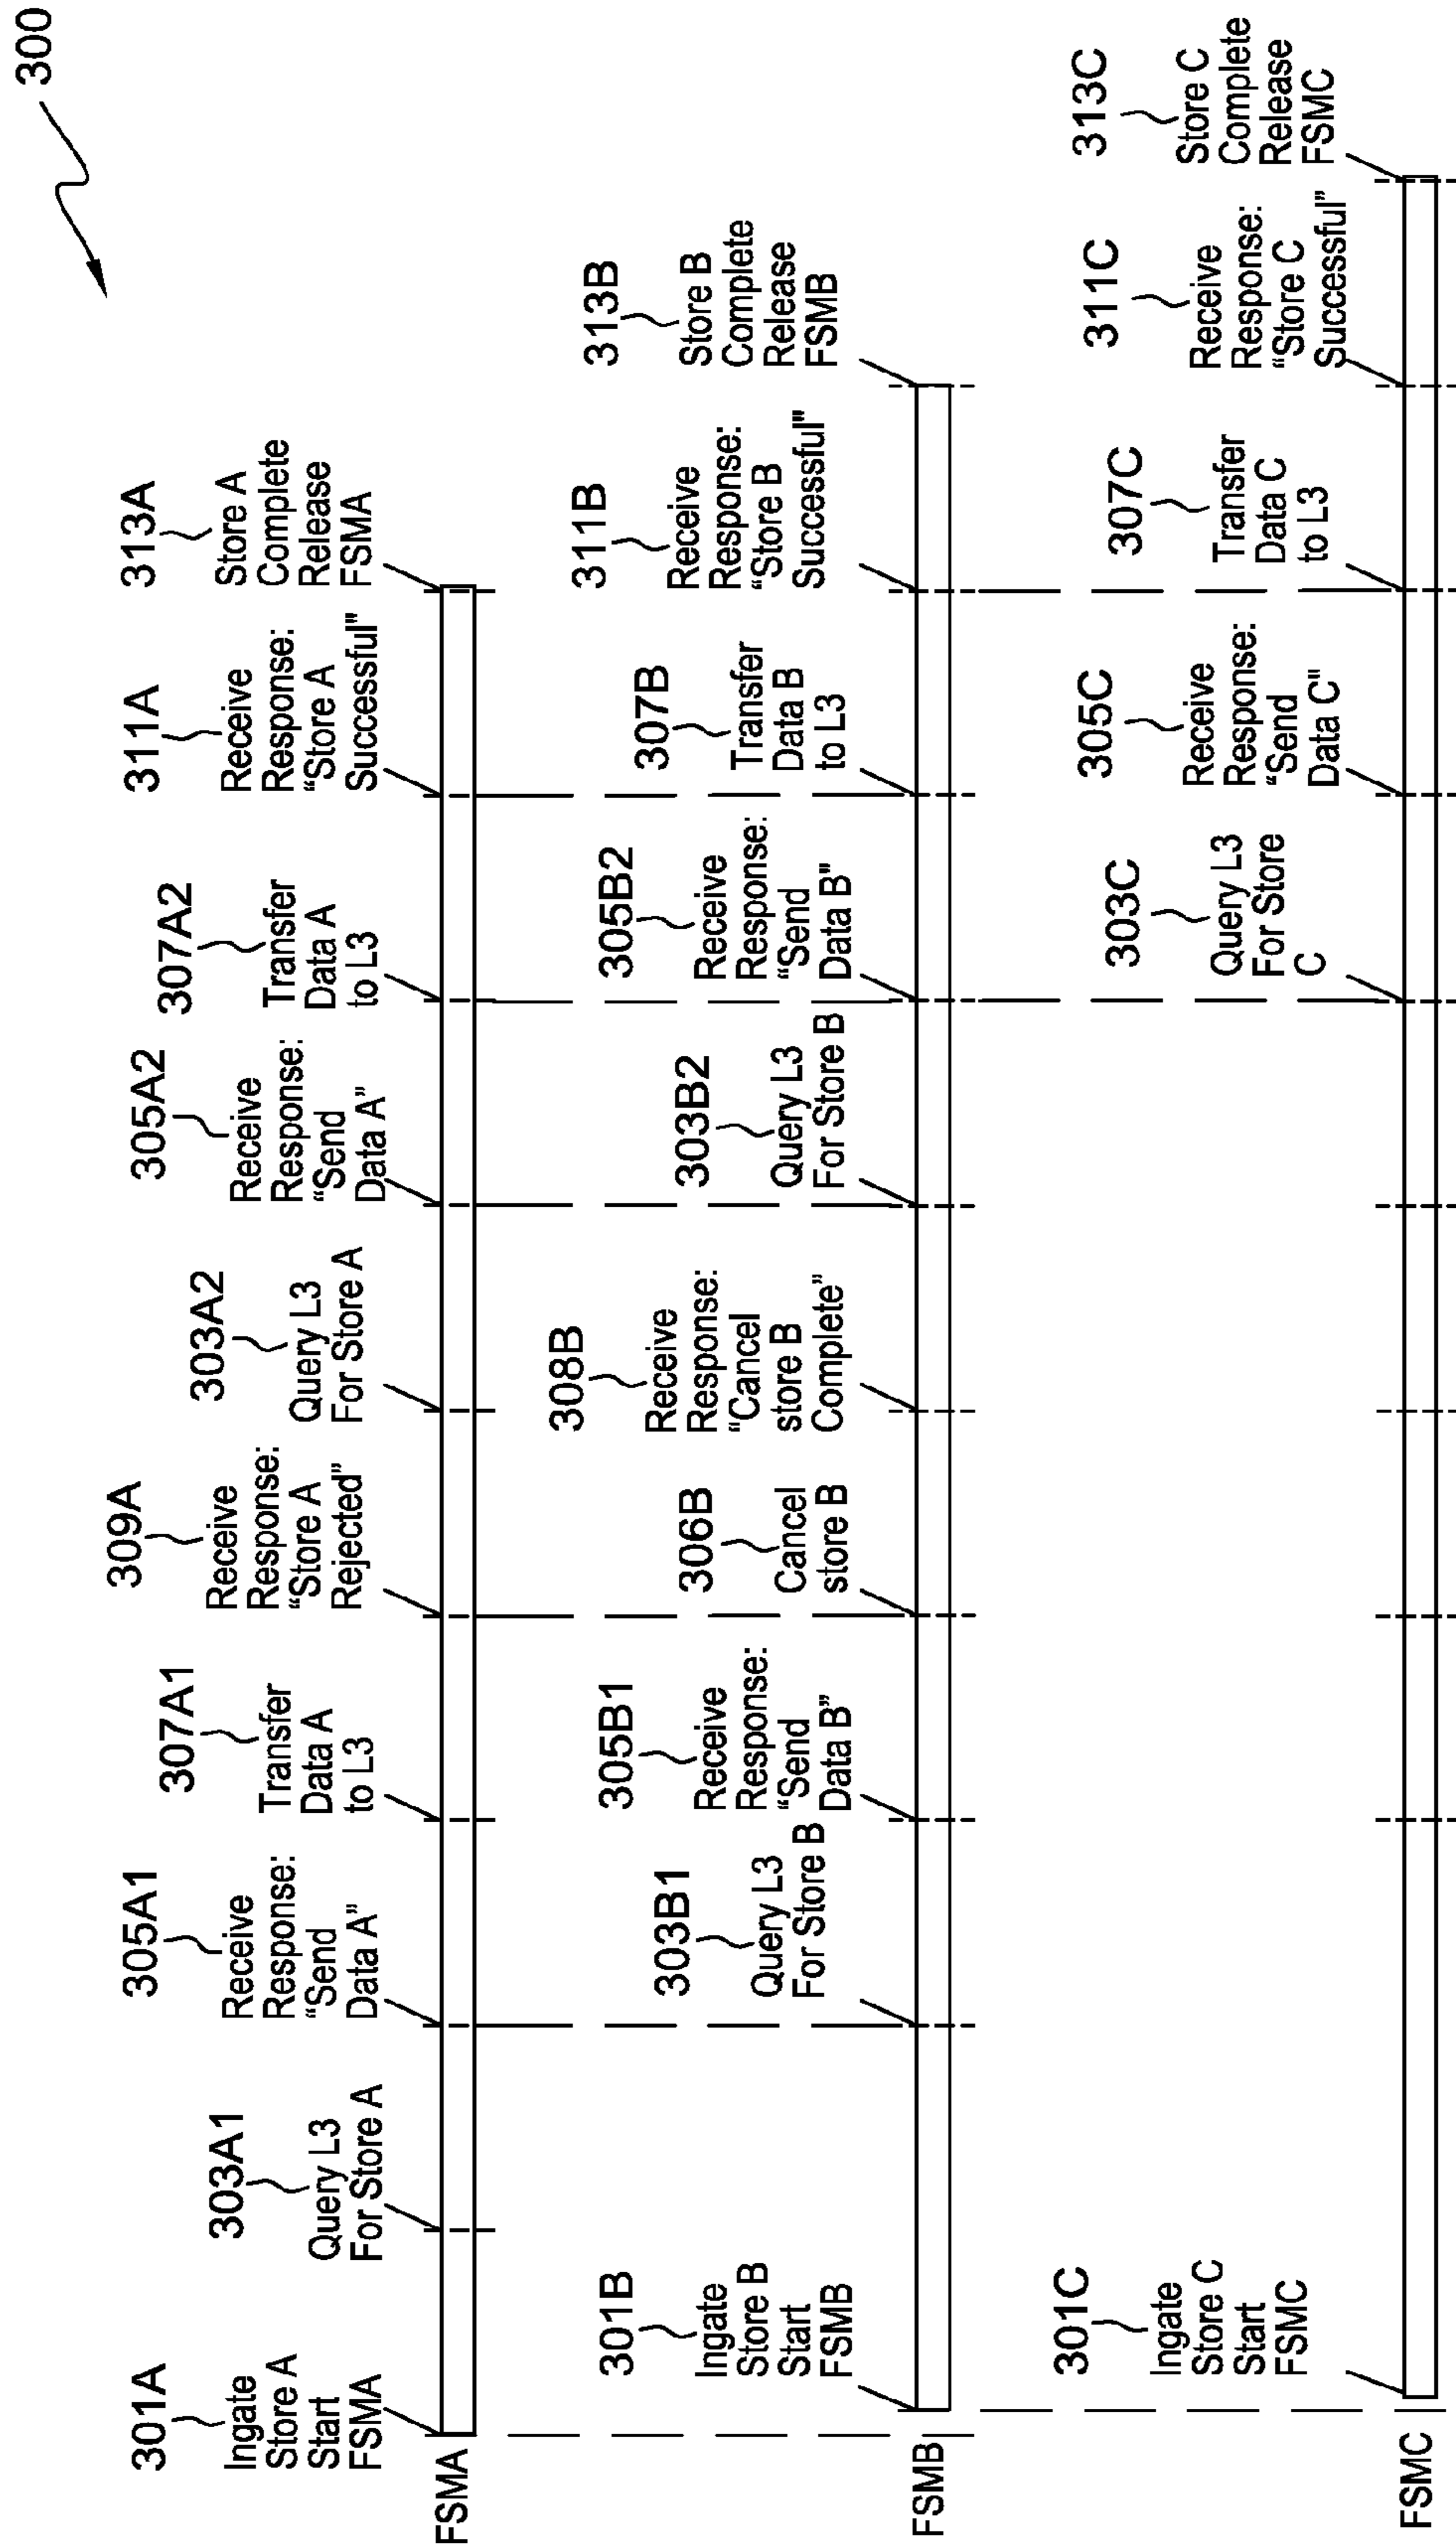 300
301A
Ingate
Store A
Start
FSMA
303A1
Query L3
For Store A
305A1
Receive
Response:
“Send
Data A”
307A1
Transfer
Data A
to L3
309A
Receive
Response:
“Store A
Rejected”
303A2
Query L3
For Store A
305A2
Receive
Response:
“Send
Data A”
307A2
Transfer
Data A
to L3
311A
Receive
Response:
“Store A
Successful"
313A
Store A
Complete
Release
FSMA
FSMA
301B
Ingate
Store B
Start
FSMB
303B1
Query L3
For Store B
305B1
Receive
Response:
“Send
Data B”
306B
Cancel
store B
308B
Receive
Response:
“Cancel
store B
Complete”
303B2
Query L3
For Store B
305B2
Receive
Response:
“Send
Data B"
307B
Transfer
Data B
to L3
311B
Receive
Response:
“Store B
Successful"
313B
Store B
Complete
Release
FSMB
FSMB
301C
Ingate
Store C
Start
FSMC
303C
Query L3
For Store
C
305C
Receive
Response:
“Send
Data C"
307C
Transfer
Data C
to L3
311C
Receive
Response:
“Store C
Successful”
313C
Store C
Complete
Release
FSMC
FSMC